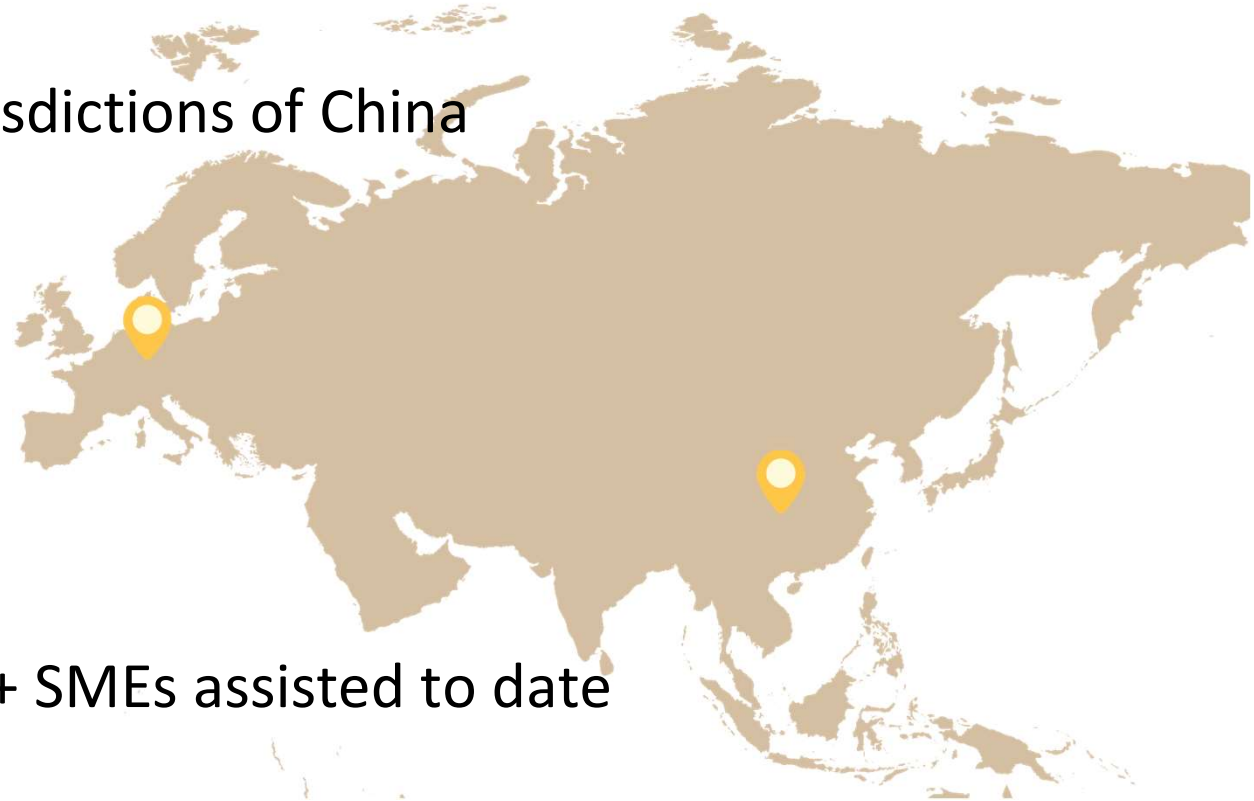 sdictions of China
+ SMEs assisted to date